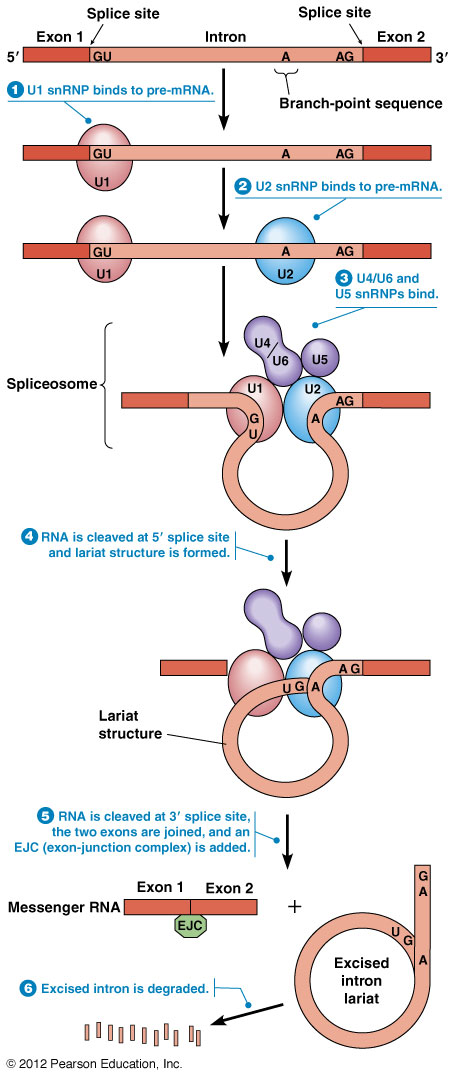 Splice site
Splice site
Exon 1
Intron
Exon 2
5′
GU
A
AG
3′
Branch-point sequence
1 U1 snRNP binds to pre-mRNA.
GU
A
AG
U1
2 U2 snRNP binds to pre-mRNA.
GU
A
AG
U1
U2
3 U4/U6 and
U5 snRNPs bind.
U4
U6
U5
Spliceosome
U1
U2
AG
G
U
A
4 RNA is cleaved at 5′ splice site
and lariat structure is formed.
A G
U G A
Lariat
structure
5 RNA is cleaved at 3′ splice site,
the two exons are joined, and an
EJC (exon-junction complex) is added.
Exon 1
Exon 2
Messenger RNA
+
EJC
G
A
U
G
A
Excised
intron
lariat
6 Excised intron is degraded.
© 2012 Pearson Education, Inc.